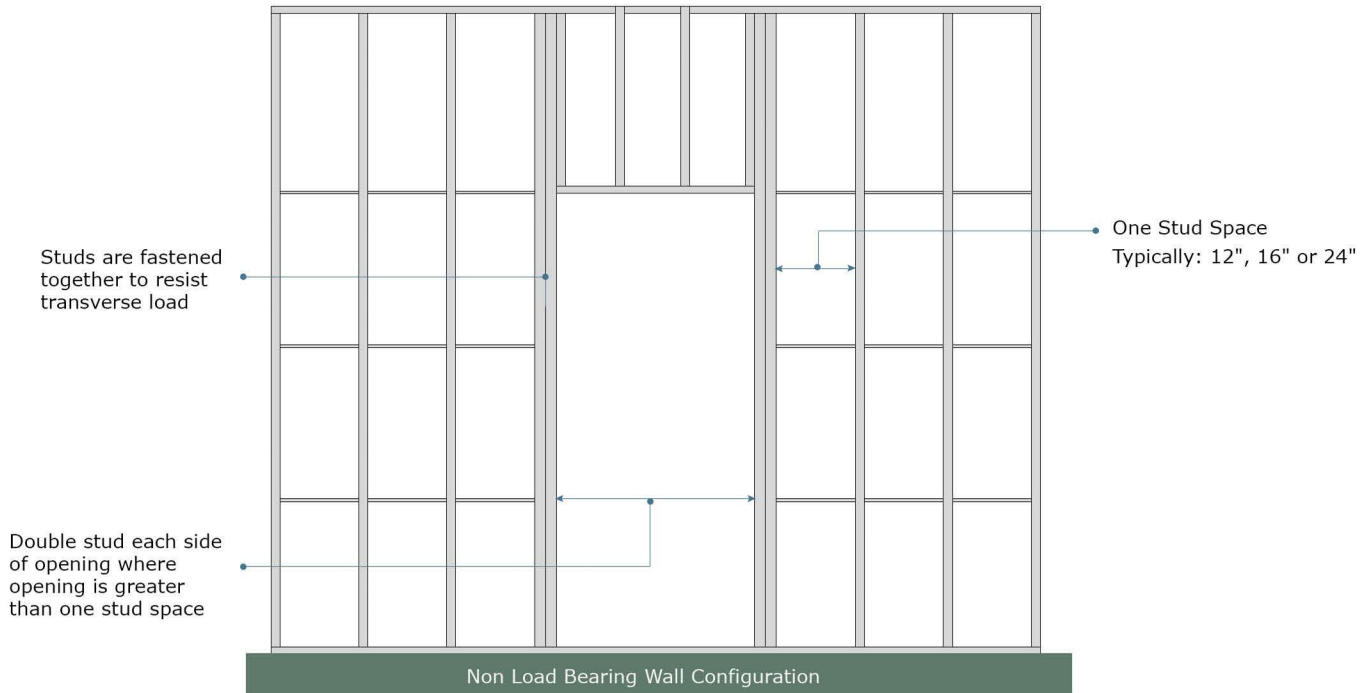 Studs are fastened
together to resist
transverse load
One Stud Space
Typically: 12", 16" or 24"
Double stud each side
of opening where
opening is greater
than one stud space
Non Load Bearing Wall Configuration